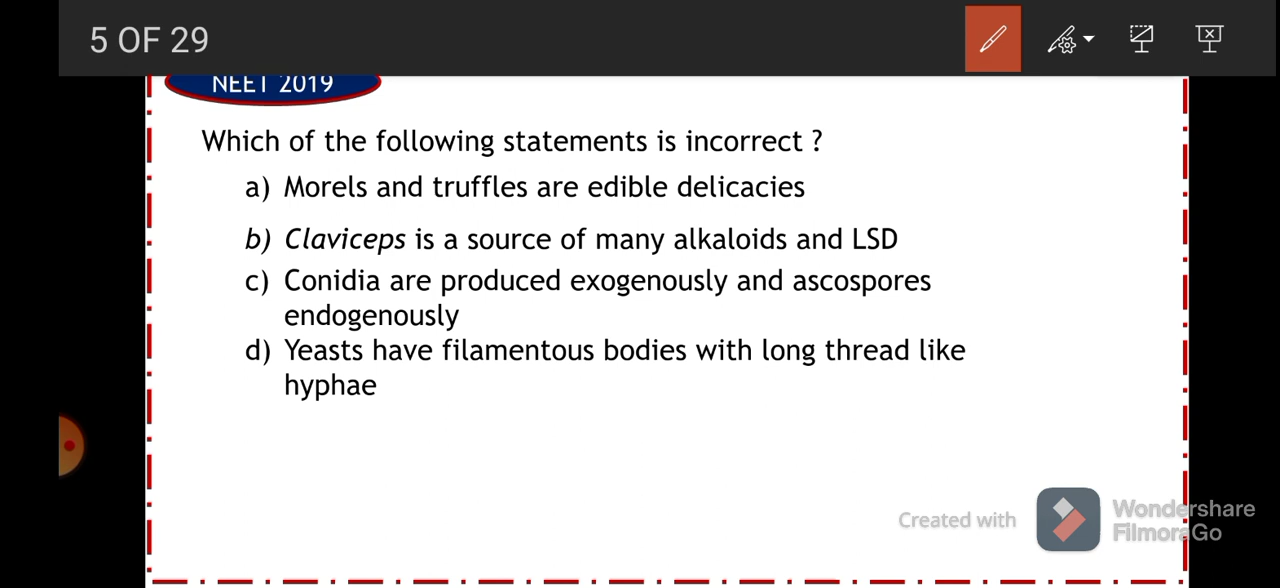 5 OF 29
NEET 2019
Which of the following statements is incorrect ?
a) Morels and truffles are edible delicacies
b) Claviceps is a source of many alkaloids and LSD
c) Conidia are produced exogenously and ascospores
endogenously
d) Yeasts have filamentous bodies with long thread like
hyphae
Created with
Wondershare
FilmoraGo